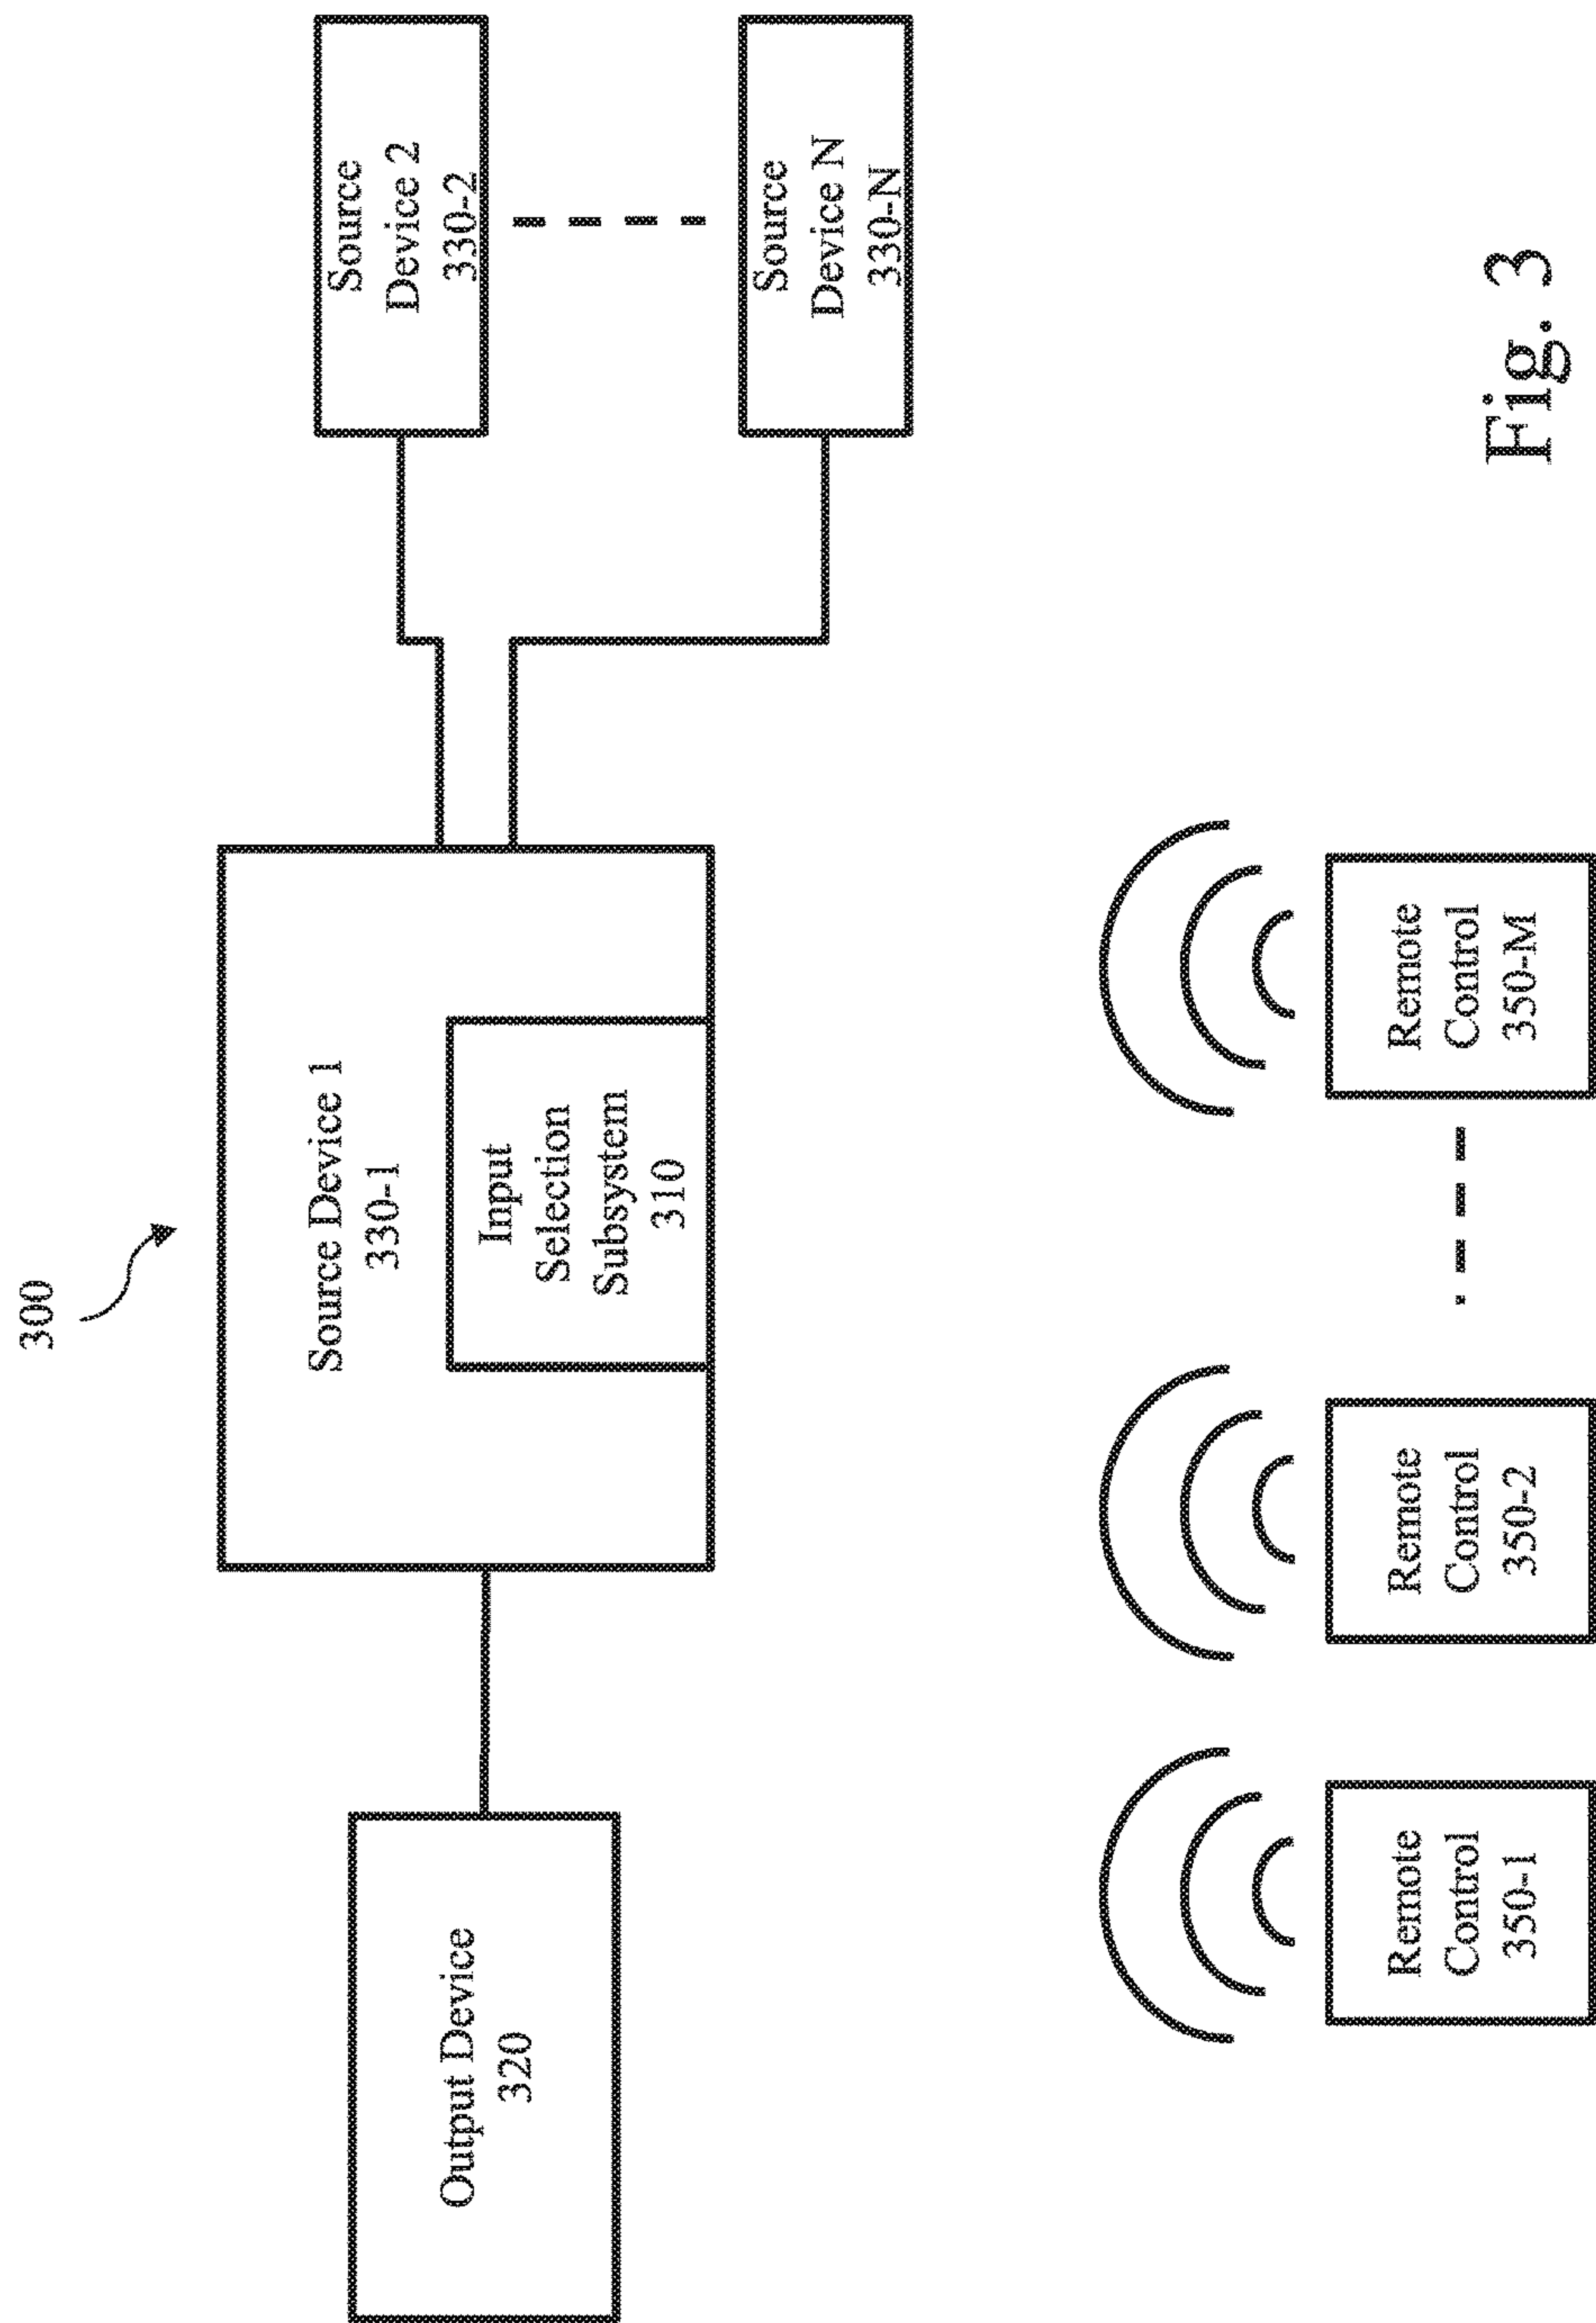 300
Output Device
320
Source Device 1
330-1
Input
Selection
Subsystem
310
Source
Device 2
330-2
Source
Device N
330-N
Remote
Control
350-1
Remote
Control
350-2
Remote
Control
350-M
Fig. 3